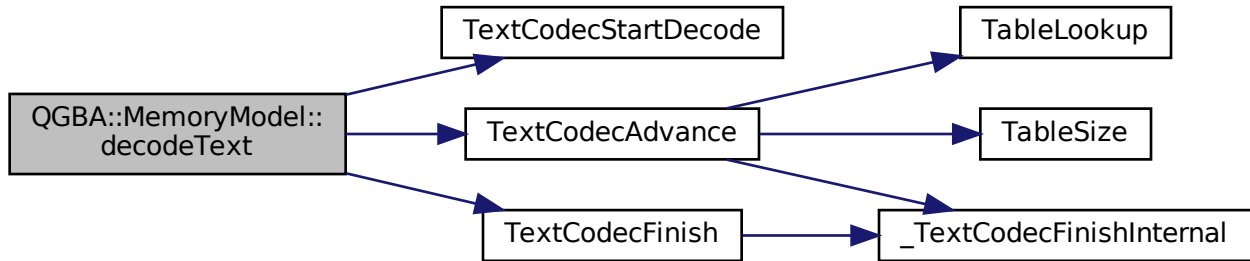 QGBA::MemoryModel::
decodeText
TextCodecStartDecode
TextCodecAdvance
TextCodecFinish
TableLookup
TableSize
_TextCodecFinishInternal